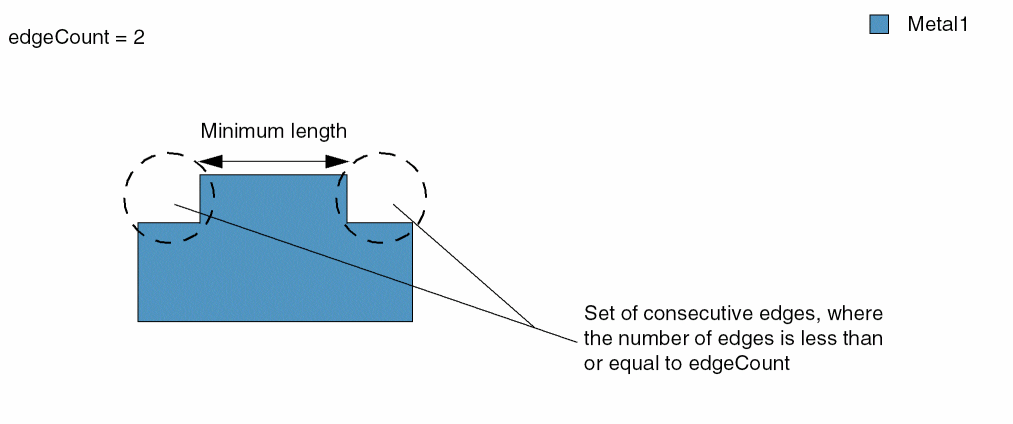 edgeCount = 2
Metal1
Minimum length
Set of consecutive edges, where
the number of edges is less than
or equal to edgeCount